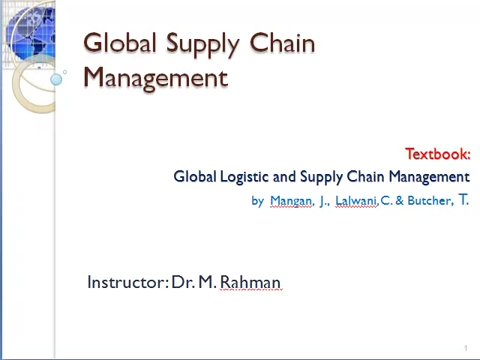 Global Supply Chain
Management
Textbook:
Global Logistic and Supply Chain Management
by Mangan, J., Lalwani,C. & Butcher, T.
Instructor: Dr. M. Rahman
1